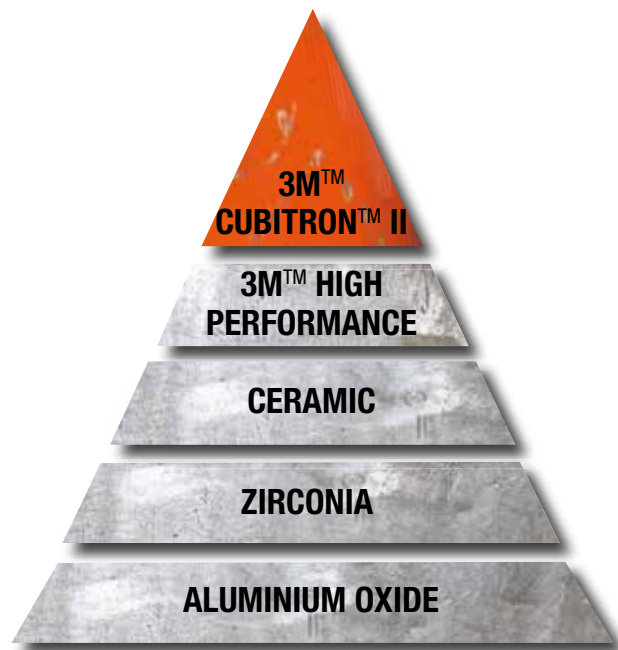 3M™
CUBITRON™ II
3M™ HIGH
PERFORMANCE
CERAMIC
ZIRCONIA
ALUMINIUM OXIDE